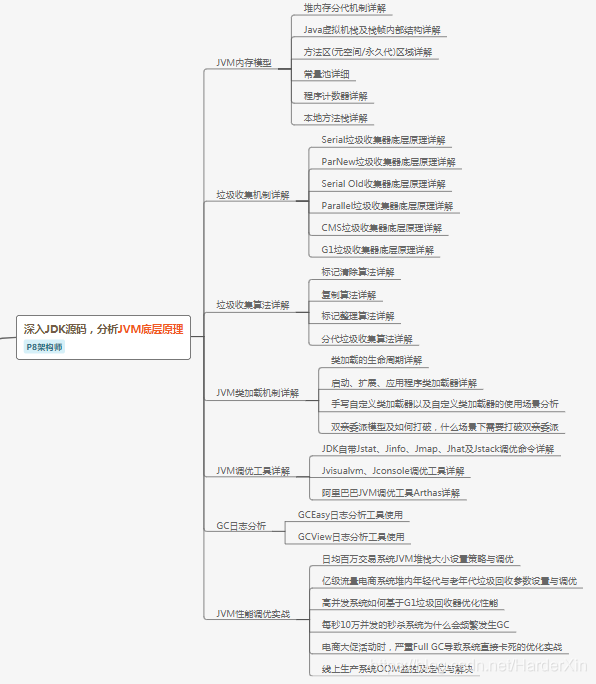 深入JDK源码，分析JVM底层原理
P8架构师
JVM内存模型
堆内存分代机制详解
Java虚拟机栈及栈帧内部结构详解
方法区(元空间/永久代)区域详解
常量池详细
程序计数器详解
本地方法栈详解
垃圾收集机制详解
Serial垃圾收集器底层原理详解
ParNew垃圾收集器底层原理详解
Serial Old收集器底层原理详解
Parallel垃圾收集器底层原理详解
CMS垃圾收集器底层原理详解
G1垃圾收集器底层原理详解
垃圾收集算法详解
标记清除算法详解
复制算法详解
标记整理算法详解
分代垃圾收集算法详解
JVM类加载机制详解
类加载的生命周期详解
启动、扩展、应用程序类加载器详解
手写自定义类加载器以及自定义类加载器的使用场景分析
双亲委派模型及如何打破，什么场景下需要打破双亲委派
JVM调优工具详解
JDK自带Jstat、Jinfo、Jmap、Jhat及Jstack调优命令详解
Jvisualvm、Jconsole调优工具详解
阿里巴巴JVM调优工具Arthas详解
GC日志分析
GCEasy日志分析工具使用
GCView日志分析工具使用
JVM性能调优实战
日均百万交易系统JVM堆栈大小设置策略与调优
亿级流量电商系统堆内年轻代与老年代垃圾回收参数设置与调优
高并发系统如何基于G1垃圾回收器优化性能
每秒10万并发的秒杀系统为什么会频繁发生GC
电商大促活动时，严重Full GC导致系统直接卡死的优化实战
线上生产系统OOM监控及定位与解决